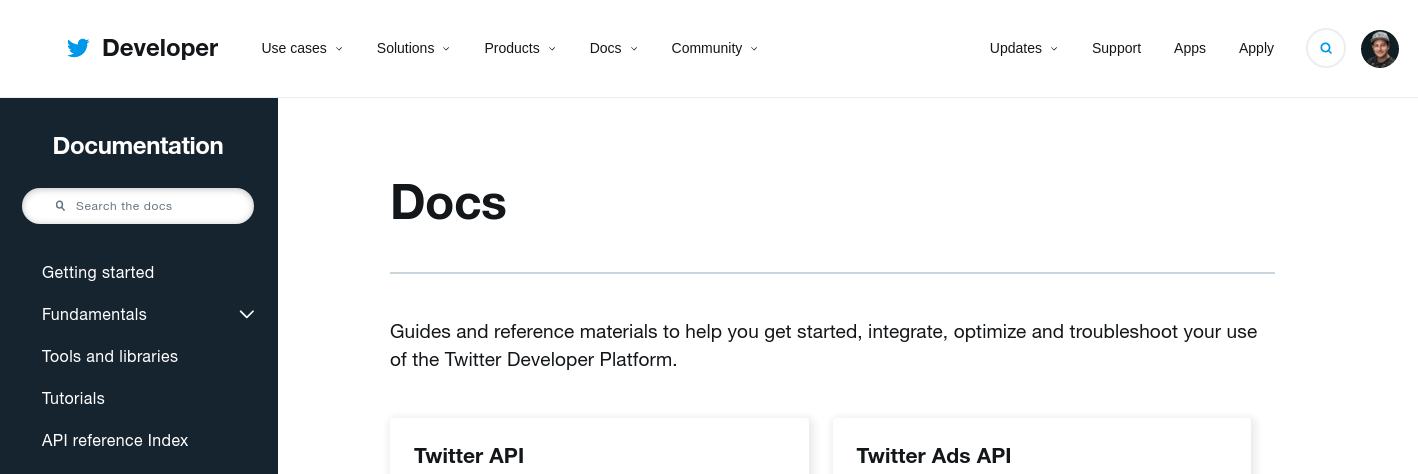 Developer Use cases Solutions Products Docs Community Updates Support Apps Apply
Documentation
Search the docs
Getting started
Fundamentals
Tools and libraries
Tutorials
API reference Index
Docs
Guides and reference materials to help you get started, integrate, optimize and troubleshoot your use
of the Twitter Developer Platform.
Twitter API
Twitter Ads API